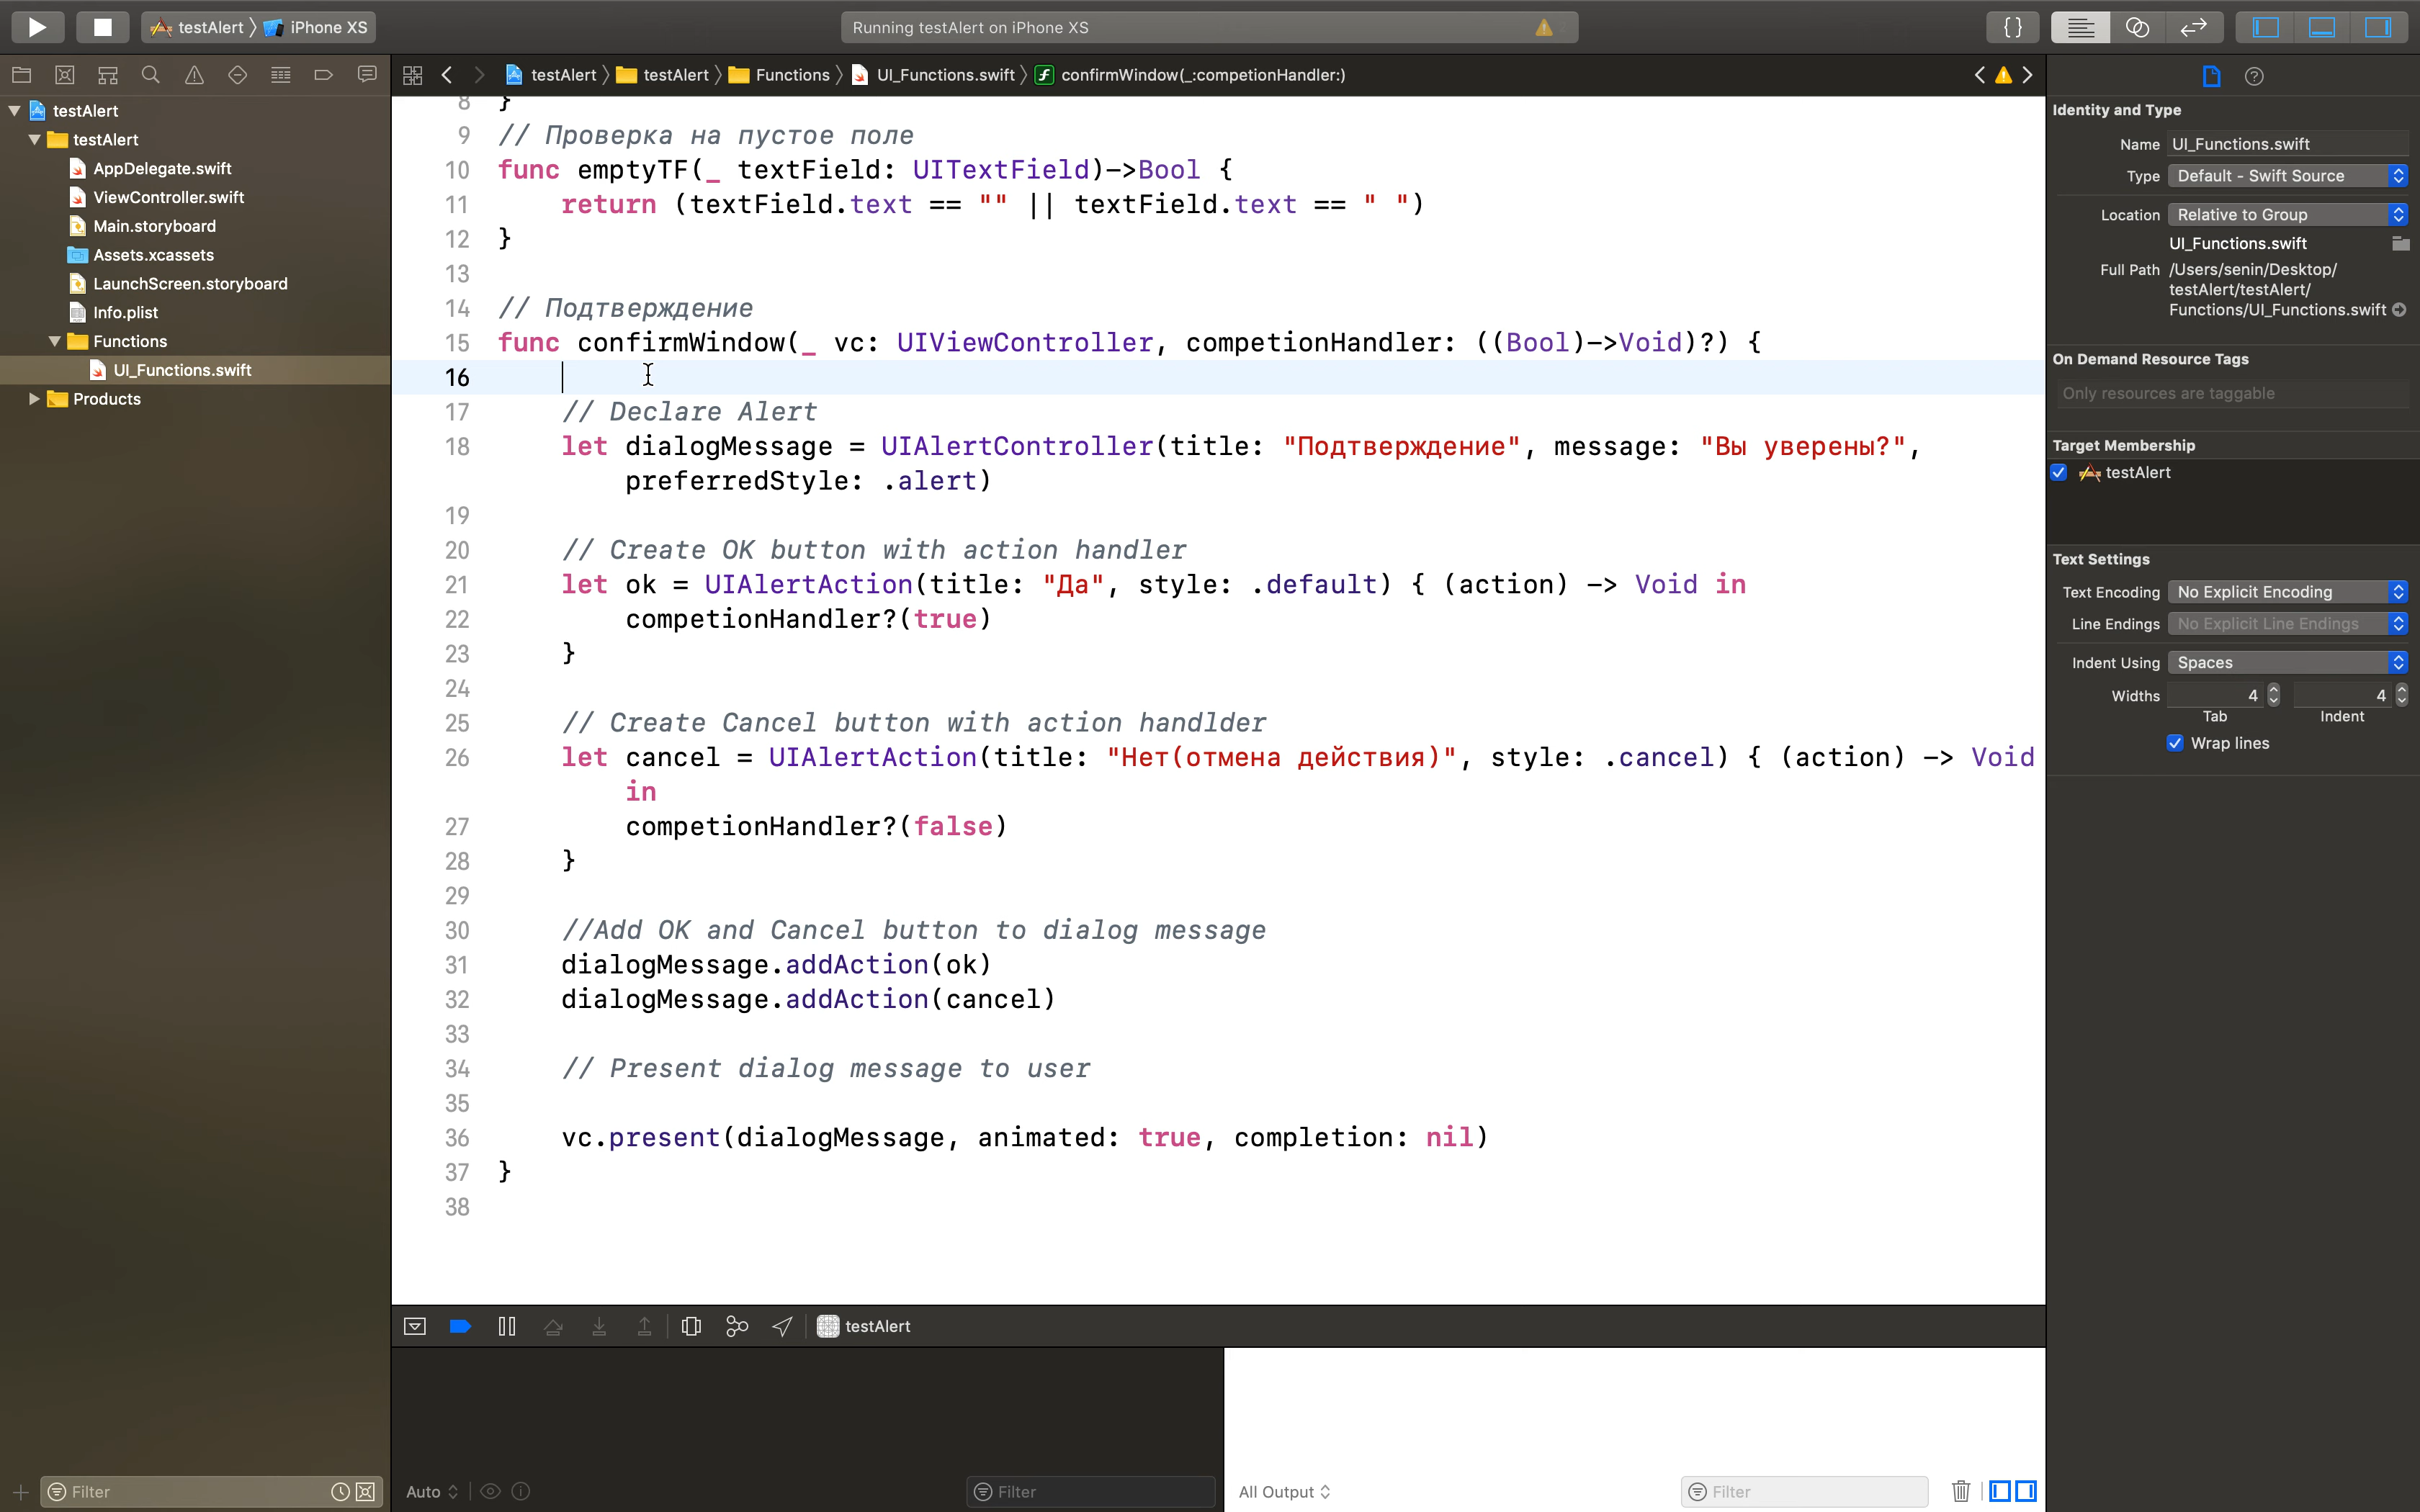 testAlert 〉 iPhone XS
Running testAlert on iPhone XS
{ }
testAlert 〉 testAlert 〉 Functions 〉 UI_Functions.swift 〉 confirmWindow(_:competionHandler:)
testAlert
testAlert
AppDelegate.swift
ViewController.swift
Main.storyboard
Assets.xcassets
LaunchScreen.storyboard
Info.plist
Functions
UI_Functions.swift
Products
Filter
8 }
9 // Проверка на пустое поле
10 func emptyTF(_ textField: UITextField)->Bool {
11 return (textField.text == "" || textField.text == " ")
12 }
13
14 // Подтверждение
15 func confirmWindow(_ vc: UIViewController, competionHandler: ((Bool)->Void)?) {
16
17 // Declare Alert
18 let dialogMessage = UIAlertController(title: "Подтверждение", message: "Вы уверены?",
preferredStyle: .alert)
19
20 // Create OK button with action handler
21 let ok = UIAlertAction(title: "Да", style: .default) { (action) -> Void in
22 competionHandler?(true)
23 }
24
25 // Create Cancel button with action handlder
26 let cancel = UIAlertAction(title: "Нет(отмена действия)", style: .cancel) { (action) -> Void
in
27 competionHandler?(false)
28 }
29
30 //Add OK and Cancel button to dialog message
31 dialogMessage.addAction(ok)
32 dialogMessage.addAction(cancel)
33
34 // Present dialog message to user
35
36 vc.present(dialogMessage, animated: true, completion: nil)
37 }
38
testAlert
Auto
Filter
All Output
Filter
Identity and Type
Name UI_Functions.swift
Type Default - Swift Source
Location Relative to Group
UI_Functions.swift
Full Path /Users/senin/Desktop/
testAlert/testAlert/
Functions/UI_Functions.swift
On Demand Resource Tags
Only resources are taggable
Target Membership
testAlert
Text Settings
Text Encoding No Explicit Encoding
Line Endings No Explicit Line Endings
Indent Using Spaces
Widths 4 4
Tab Indent
Wrap lines